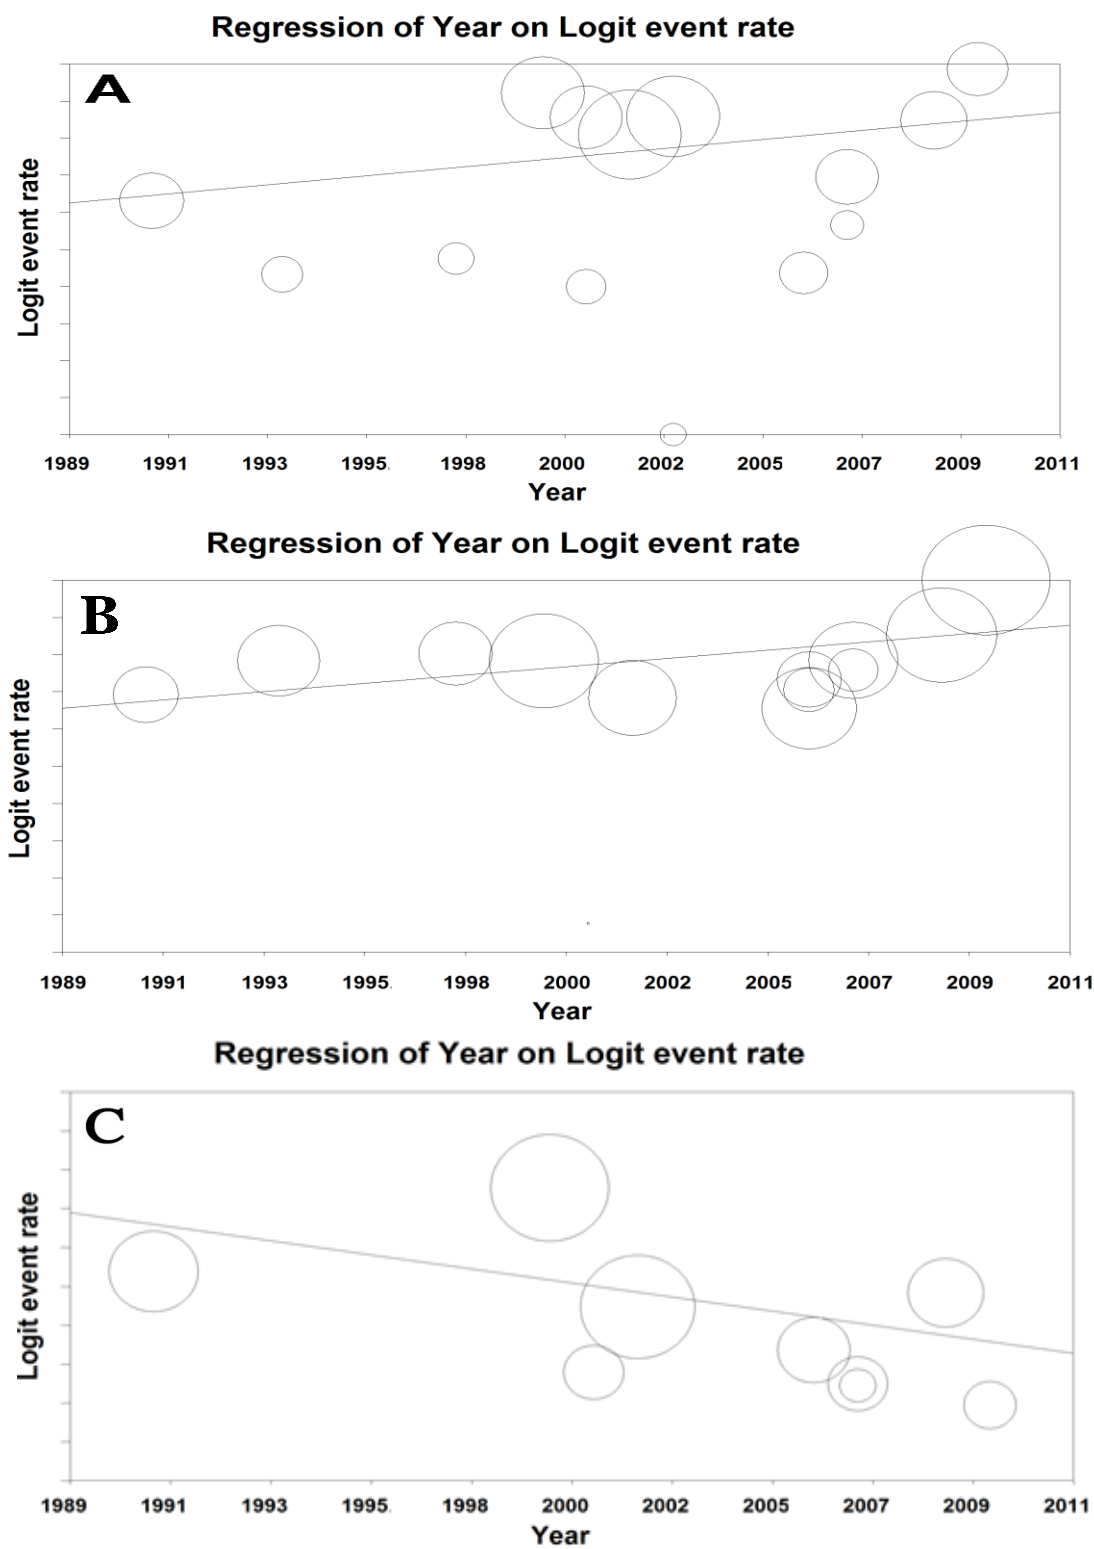 Regression of Year on Logit event rate
A
Logit event rate
1989 1991 1993 1995. 1998 2000 2002 2005 2007 2009 2011
Year
Regression of Year on Logit event rate
B
Logit event rate
1989 1991 1993 1995. 1998 2000 2002 2005 2007 2009 2011
Year
Regression of Year on Logit event rate
C
Logit event rate
1989 1991 1993 1995. 1998 2000 2002 2005 2007 2009 2011
Year